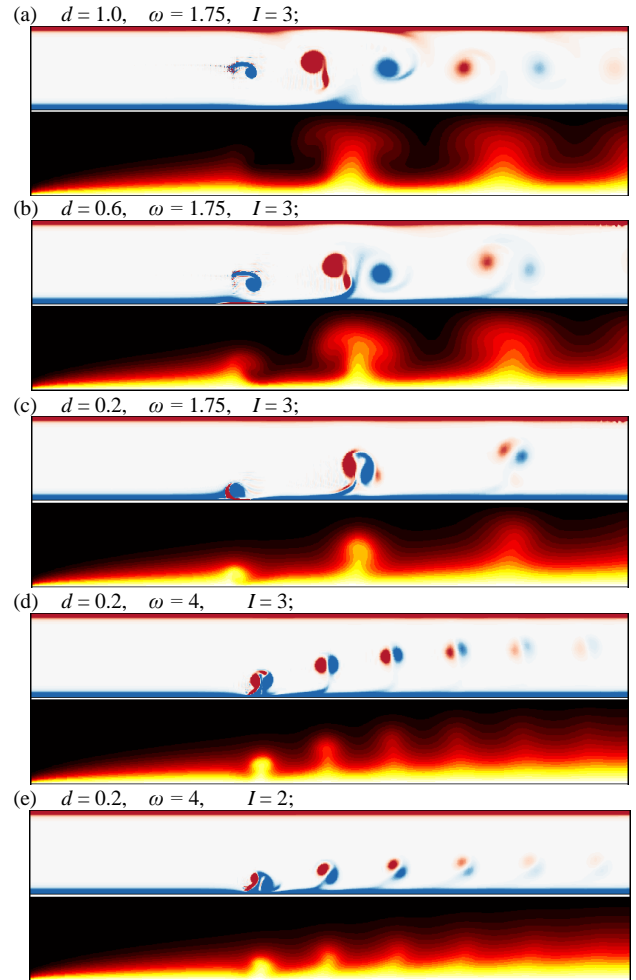 (a) d = 1.0, ω = 1.75, I = 3;
(b) d = 0.6, ω = 1.75, I = 3;
(c) d = 0.2, ω = 1.75, I = 3;
(d) d = 0.2, ω = 4, I = 3;
(e) d = 0.2, ω = 4, I = 2;